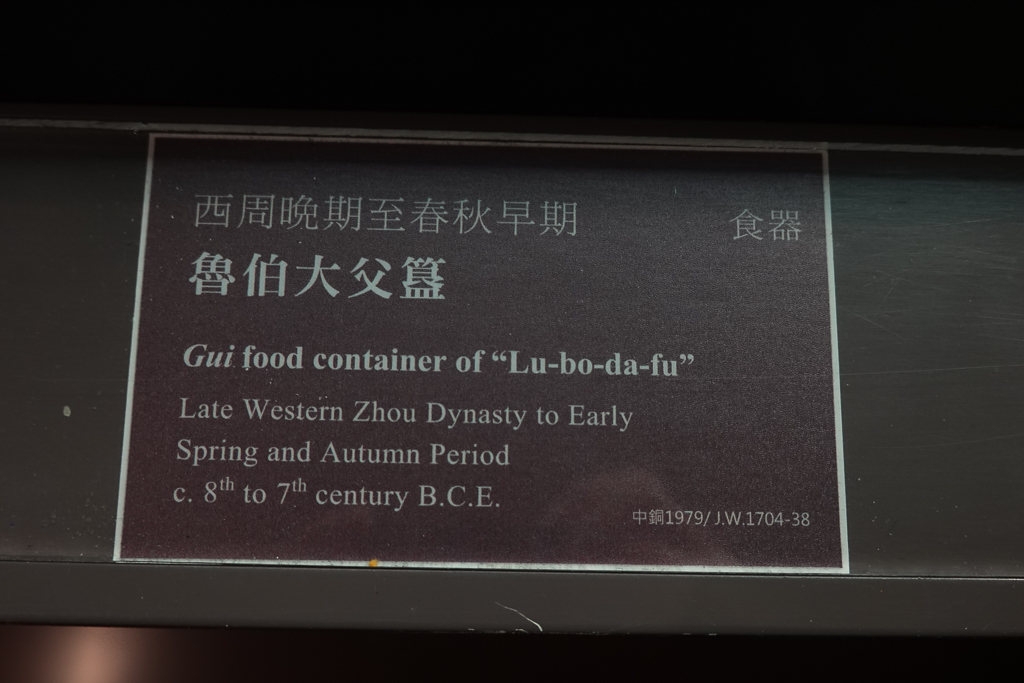 西周晚期至春秋早期 食器
魯伯大父簋
Gui food container of “Lu-bo-da-fu”
Late Western Zhou Dynasty to Early
Spring and Autumn Period
c. 8th to 7th century B.C.E.
中銅1979/ J.W.1704-38